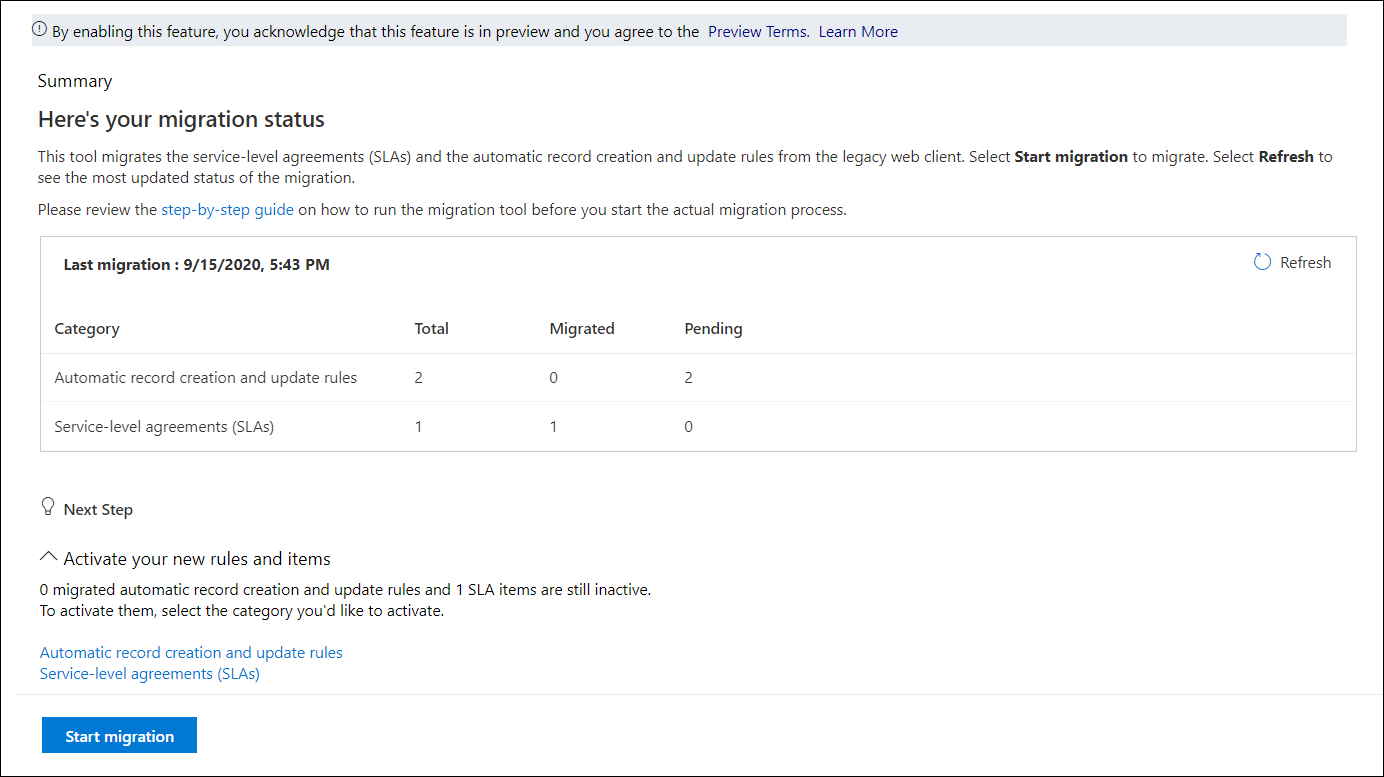 By enabling this feature, you acknowledge that this feature is in preview and you agree to the Preview Terms. Learn More
Summary
Here's your migration status
This tool migrates the service-level agreements (SLAs) and the automatic record creation and update rules from the legacy web client. Select Start migration to migrate. Select Refresh to
see the most updated status of the migration.
Please review the step-by-step guide on how to run the migration tool before you start the actual migration process.
Last migration : 9/15/2020, 5:43 PM Refresh
Category Total Migrated Pending
Automatic record creation and update rules 2 0 2
Service-level agreements (SLAs) 1 1 0
Next Step
Activate your new rules and items
0 migrated automatic record creation and update rules and 1 SLA items are still inactive.
To activate them, select the category you'd like to activate.
Automatic record creation and update rules
Service-level agreements (SLAs)
Start migration